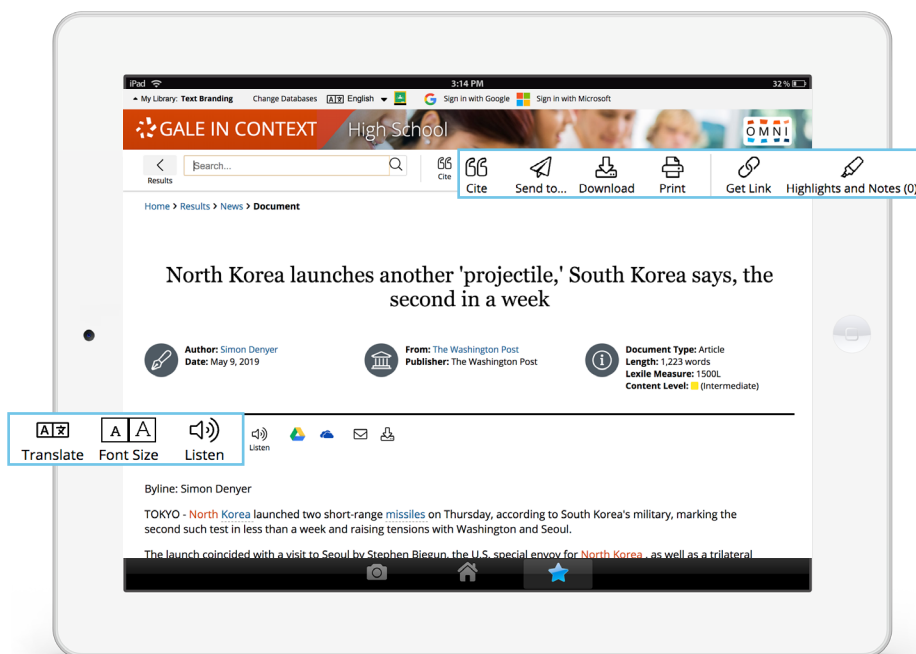 iPad 3:14 PM 32%
My Library: Text Branding Change Databases English Sign in with Google Sign in with Microsoft
GALE IN CONTEXT High School OMNI
Results Search... Cite
Cite Send to... Download Print Get Link Highlights and Notes (0)
Home > Results > News > Document
North Korea launches another 'projectile,' South Korea says, the
second in a week
Author: Simon Denyer
Date: May 9, 2019
From: The Washington Post
Publisher: The Washington Post
Document Type: Article
Length: 1,223 words
Lexile Measure: 1500L
Content Level: (Intermediate)
Translate Font Size Listen
Listen
Byline: Simon Denyer
TOKYO - North Korea launched two short-range missiles on Thursday, according to South Korea's military, marking the
second such test in less than a week and raising tensions with Washington and Seoul.
The launch coincided with a visit to Seoul by Stephen Biegun, the U.S. special envoy for North Korea , as well as a trilateral